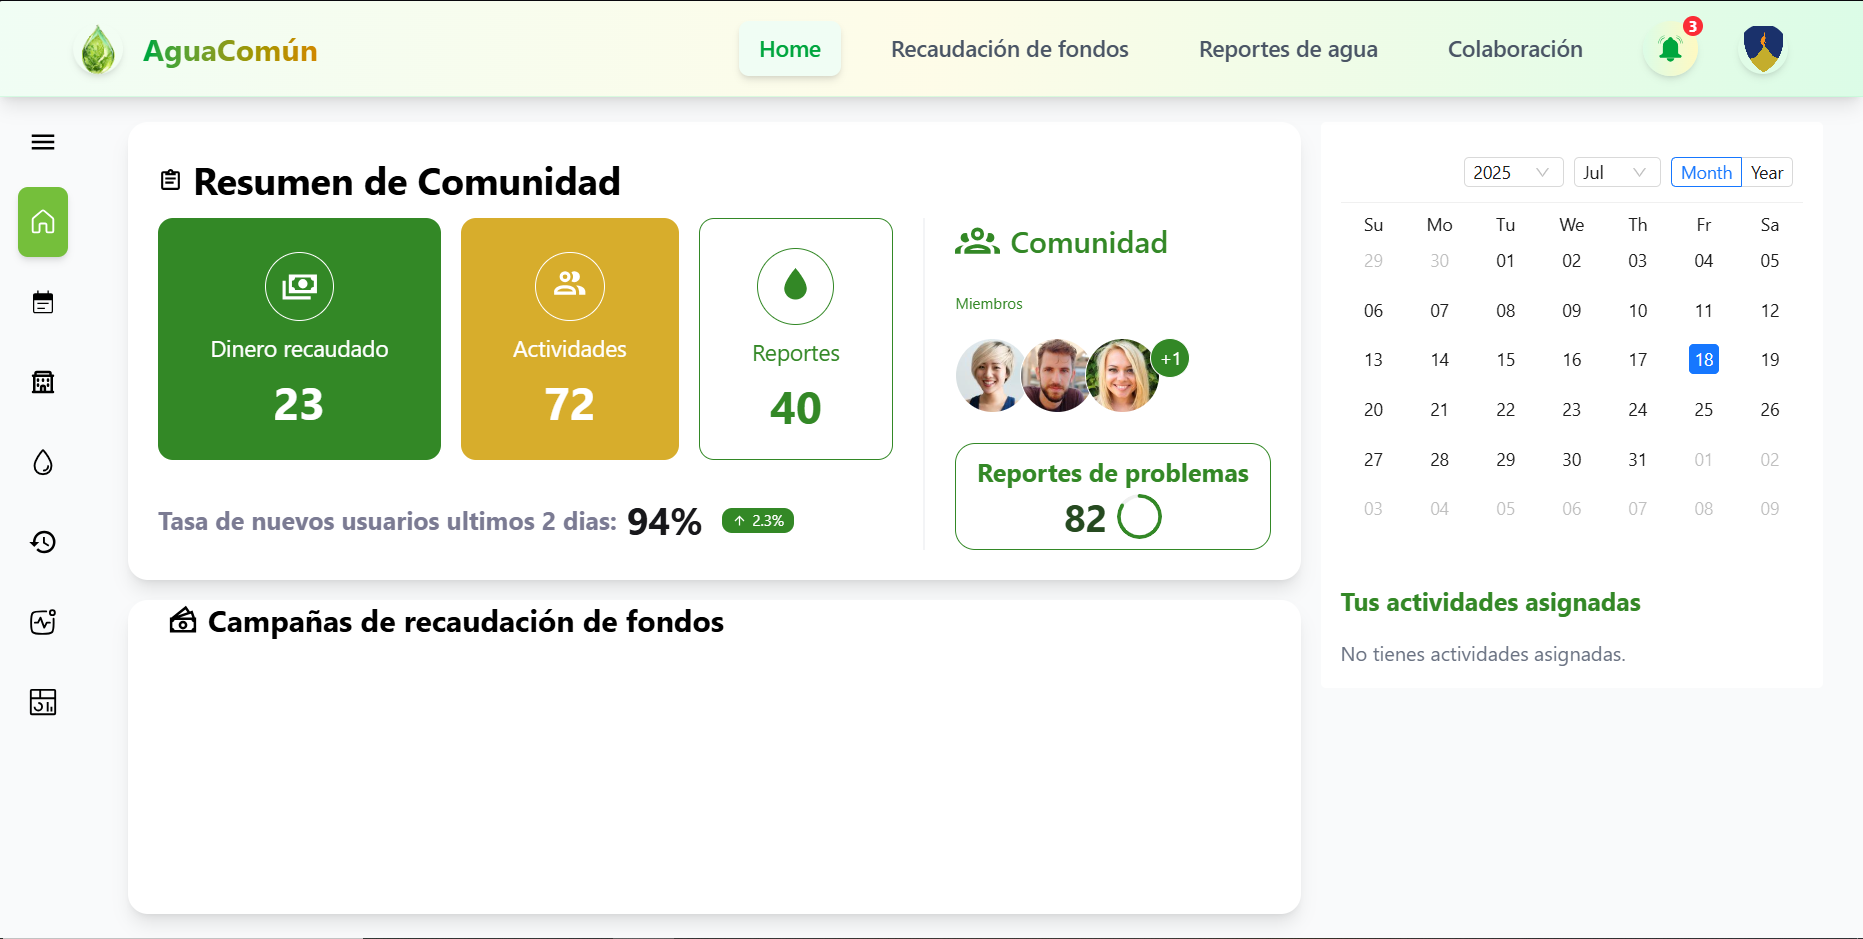 AguaComún
Home
Recaudación de fondos
Reportes de agua
Colaboración
3
Resumen de Comunidad
Dinero recaudado
23
Actividades
72
Reportes
40
Tasa de nuevos usuarios ultimos 2 dias: 94% 2.3%
Comunidad
Miembros
+1
Reportes de problemas
82
Campañas de recaudación de fondos
2025 Jul Month Year
Su Mo Tu We Th Fr Sa
29 30 01 02 03 04 05
06 07 08 09 10 11 12
13 14 15 16 17 18 19
20 21 22 23 24 25 26
27 28 29 30 31 01 02
03 04 05 06 07 08 09
Tus actividades asignadas
No tienes actividades asignadas.